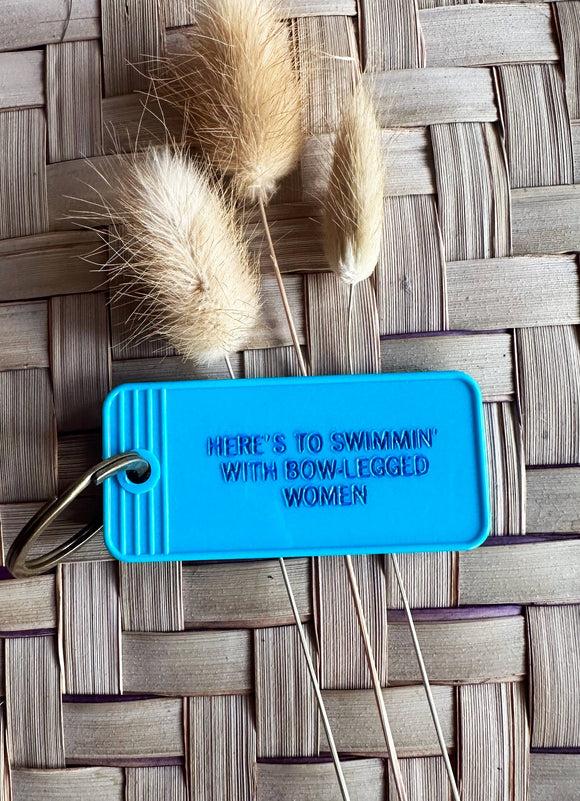 HERE"S TO SWIMMIN'
WITH BOW-LEGGED
WOMEN